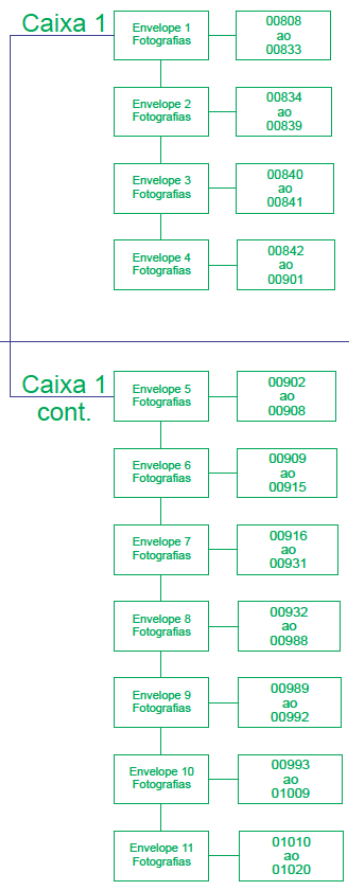 Caixa 1
Envelope 1
Fotografias
00808
ao
00833
Envelope 2
Fotografias
00834
ao
00839
Envelope 3
Fotografias
00840
ao
00841
Envelope 4
Fotografias
00842
ao
00901
Caixa 1
cont.
Envelope 5
Fotografias
00902
ao
00908
Envelope 6
Fotografias
00909
ao
00915
Envelope 7
Fotografias
00916
ao
00931
Envelope 8
Fotografias
00932
ao
00988
Envelope 9
Fotografias
00989
ao
00992
Envelope 10
Fotografias
00993
ao
01009
Envelope 11
Fotografias
01010
ao
01020